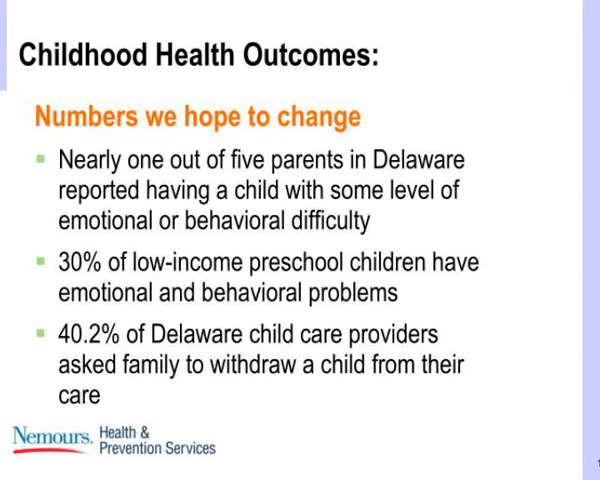 Childhood Health Outcomes:
Numbers we hope to change
Nearly one out of five parents in Delaware
reported having a child with some level of
emotional or behavioral difficulty
30% of low-income preschool children have
emotional and behavioral problems
40.2% of Delaware child care providers
asked family to withdraw a child from their
care
Nemours. Health &
Prevention Services